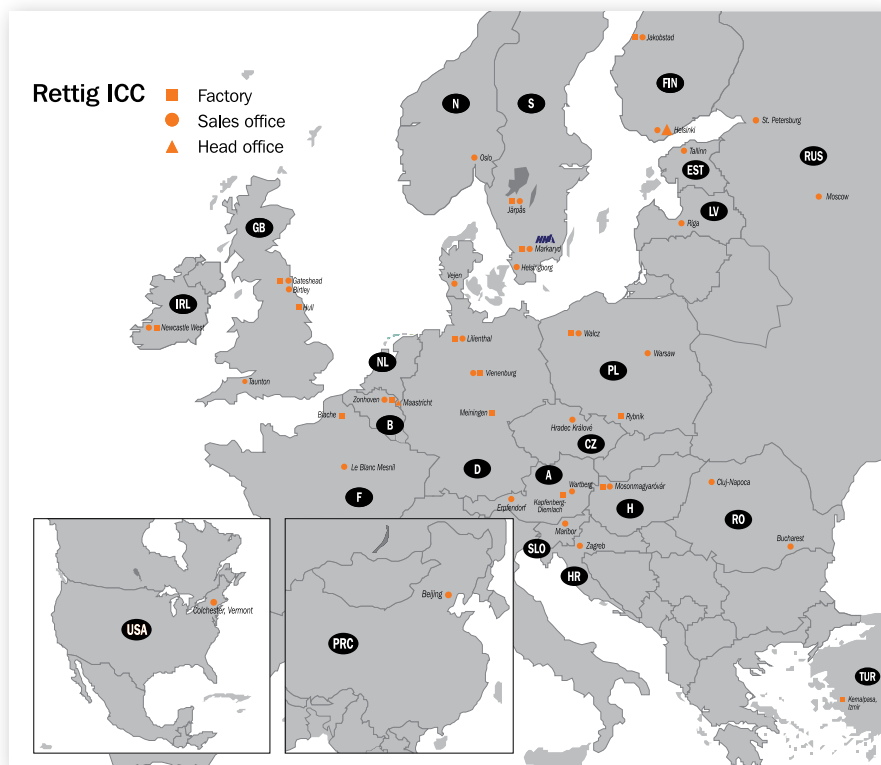 Rettig ICC
Factory
Sales office
Head office
N
S
FIN
Jakobstad
Helsinki
St. Petersburg
RUS
Moscow
Oslo
Tallinn
EST
LV
Riga
Järpås
Markaryd
Helsingborg
Vejen
GB
Gateshead
Birtley
Hull
IRL
Newcastle West
Taunton
NL
Lilienthal
Vienenburg
Zonhoven
Maastricht
B
Meiningen
Biache
Le Blanc Mesnil
F
D
Walcz
Warsaw
PL
Rybnik
Hradec Králové
CZ
A
Wartberg
Kapfenberg-
Diemlach
Erpfendorf
Mosonmagyaróvár
H
Maribor
SLO
Zagreb
HR
Cluj-Napoca
RO
Bucharest
TUR
Kemalpasa,
Izmir
Colchester, Vermont
USA
Beijing
PRC